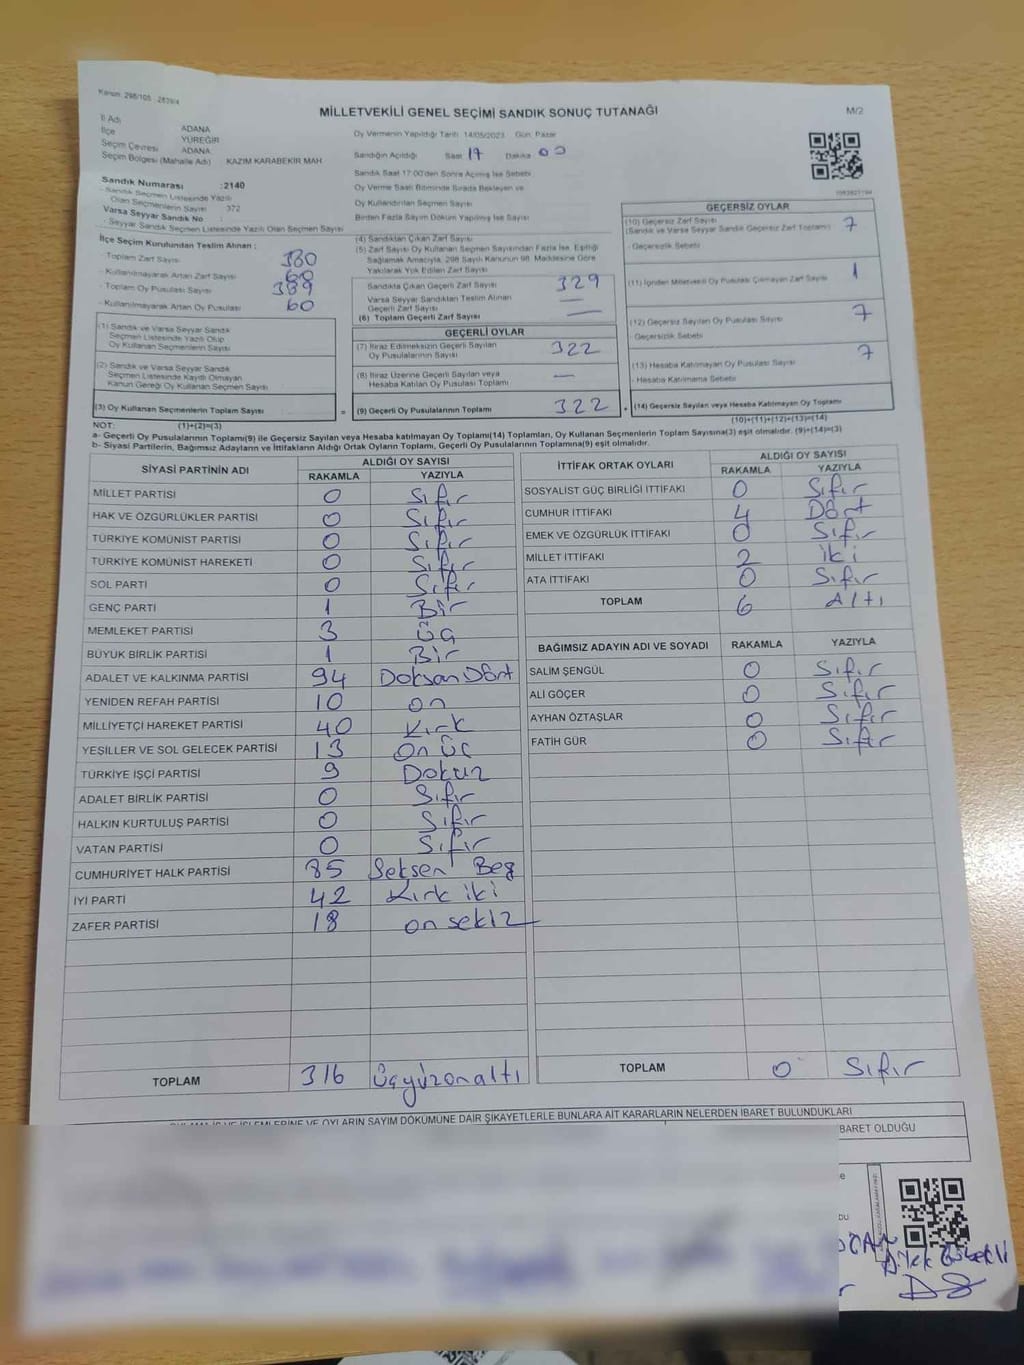 Kanun: 298/105
MİLLETVEKİLİ GENEL SEÇİMİ SANDIK SONUÇ TUTANAĞI
M/2
İl Adı ADANA
İlçe YÜREĞİR
Seçim Çevresi ADANA
Seçim Bölgesi (Mahalle Adı) KAZIM KARABEKİR MAH
Oy Vermenin Yapıldığı Tarih: 14/05/2023 Gün: Pazar
Sandığın Açıldığı Saat 17 Dakika 00
Sandık Saat 17:00'den Sonra Açılmış İse Sebebi
Oy Verme Saati Bitiminde Sırada Bekleyen ve
Oy Kullandırılan Seçmen Sayısı
Birden Fazla Sayım Döküm Yapılmış İse Sayısı
Sandık Numarası : 2140
- Sandık Seçmen Listesinde Yazılı
Olan Seçmenlerin Sayısı 372
Varsa Seyyar Sandık No :
- Seyyar Sandık Seçmen Listesinde Yazılı Olan Seçmen Sayısı
İlçe Seçim Kurulundan Teslim Alınan :
- Toplam Zarf Sayısı 380
- Kullanılmayarak Artan Zarf Sayısı
- Toplam Oy Pusulası Sayısı 389
- Kullanılmayarak Artan Oy Pusulası 60
(1) Sandık ve Varsa Seyyar Sandık
Seçmen Listesinde Yazılı Olup
Oy Kullanan Seçmenlerin Sayısı
(2) Sandık ve Varsa Seyyar Sandık
Seçmen Listesinde Kayıtlı Olmayan
Kanun Gereği Oy Kullanan Seçmen Sayısı
(3) Oy Kullanan Seçmenlerin Toplam Sayısı =
(4) Sandıktan Çıkan Zarf Sayısı
(5) Zarf Sayısı Oy Kullanan Seçmen Sayısından Fazla İse, Eşitliği
Sağlamak Amacıyla, 298 Sayılı Kanunun 98. Maddesine Göre
Yakılarak Yok Edilen Zarf Sayısı
Sandıkta Çıkan Geçerli Zarf Sayısı 329
Varsa Seyyar Sandıktan Teslim Alınan
Geçerli Zarf Sayısı —
(6) Toplam Geçerli Zarf Sayısı —
GEÇERLİ OYLAR
(7) İtiraz Edilmeksizin Geçerli Sayılan
Oy Pusulalarının Sayısı 322
(8) İtiraz Üzerine Geçerli Sayılan veya
Hesaba Katılan Oy Pusulası Toplamı —
(9) Geçerli Oy Pusulalarının Toplamı 322 +
GEÇERSİZ OYLAR
(10) Geçersiz Zarf Sayısı 7
(Sandık ve Varsa Seyyar Sandık Geçersiz Zarf Toplamı)
- Geçersizlik Sebebi
(11) İçinden Milletvekili Oy Pusulası Çıkmayan Zarf Sayısı 1
(12) Geçersiz Sayılan Oy Pusulası Sayısı 7
- Geçersizlik Sebebi
(13) Hesaba Katılmayan Oy Pusulası Sayısı 7
- Hesaba Katılmama Sebebi
(14) Geçersiz Sayılan veya Hesaba Katılmayan Oy Toplamı
(10)+(11)+(12)+(13)=(14)
NOT: (1)+(2)=(3)
a- Geçerli Oy Pusulalarının Toplamı(9) ile Geçersiz Sayılan veya Hesaba katılmayan Oy Toplamı(14) Toplamları, Oy Kullanan Seçmenlerin Toplam Sayısına(3) eşit olmalıdır. (9)+(14)=(3)
b- Siyasi Partilerin, Bağımsız Adayların ve İttifakların Aldığı Ortak Oyların Toplamı, Geçerli Oy Pusulalarının Toplamına(9) eşit olmalıdır.
SİYASİ PARTİNİN ADI ALDIĞI OY SAYISI
RAKAMLA YAZIYLA
MİLLET PARTİSİ 0 Sıfır
HAK VE ÖZGÜRLÜKLER PARTİSİ 0 Sıfır
TÜRKİYE KOMÜNİST PARTİSİ 0 Sıfır
TÜRKİYE KOMÜNİST HAREKETİ 0 Sıfır
SOL PARTİ 0 Sıfır
GENÇ PARTİ 1 Bir
MEMLEKET PARTİSİ 3 Üç
BÜYÜK BİRLİK PARTİSİ 1 Bir
ADALET VE KALKINMA PARTİSİ 94 Doksan Dört
YENİDEN REFAH PARTİSİ 10 on
MİLLİYETÇİ HAREKET PARTİSİ 40 Kırk
YEŞİLLER VE SOL GELECEK PARTİSİ 13 On Üç
TÜRKİYE İŞÇİ PARTİSİ 9 Dokuz
ADALET BİRLİK PARTİSİ 0 Sıfır
HALKIN KURTULUŞ PARTİSİ 0 Sıfır
VATAN PARTİSİ 0 Sıfır
CUMHURİYET HALK PARTİSİ 85 Seksen Beş
İYİ PARTİ 42 Kırk iki
ZAFER PARTİSİ 18 on sekiz
TOPLAM 316 Üçyüzonaltı
İTTİFAK ORTAK OYLARI ALDIĞI OY SAYISI
RAKAMLA YAZIYLA
SOSYALİST GÜÇ BİRLİĞİ İTTİFAKI 0 Sıfır
CUMHUR İTTİFAKI 4 Dört
EMEK VE ÖZGÜRLÜK İTTİFAKI 0 Sıfır
MİLLET İTTİFAKI 2 iki
ATA İTTİFAKI 0 Sıfır
TOPLAM 6 Altı
BAĞIMSIZ ADAYIN ADI VE SOYADI RAKAMLA YAZIYLA
SALİM ŞENGÜL 0 Sıfır
ALİ GÖÇER 0 Sıfır
AYHAN ÖZTAŞLAR 0 Sıfır
FATİH GÜR 0 Sıfır
TOPLAM 0 Sıfır
İŞLEMLERİNE VE OYLARIN SAYIM DÖKÜMÜNE DAİR ŞİKAYETLERLE BUNLARA AİT KARARLARIN NELERDEN İBARET BULUNDUKLARI
BARET OLDUĞU